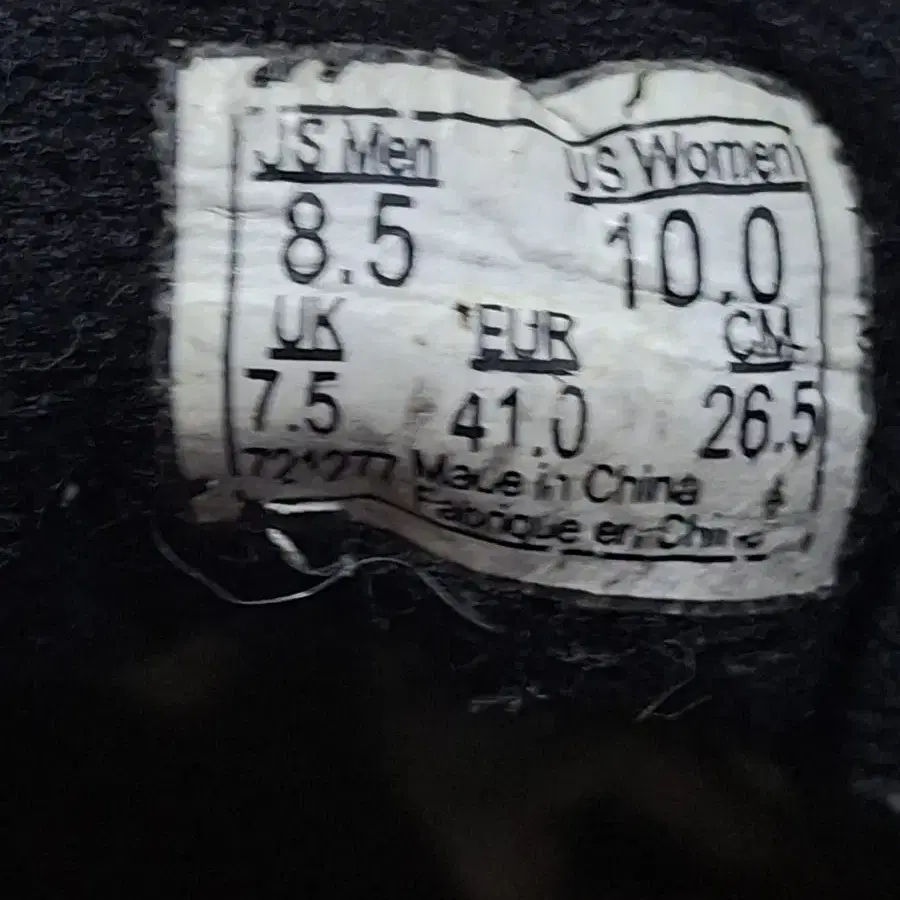 US Men US Women
8.5 10.0
UK EUR CM
7.5 41.0 26.5
Made in China
Fabriqué en Chine